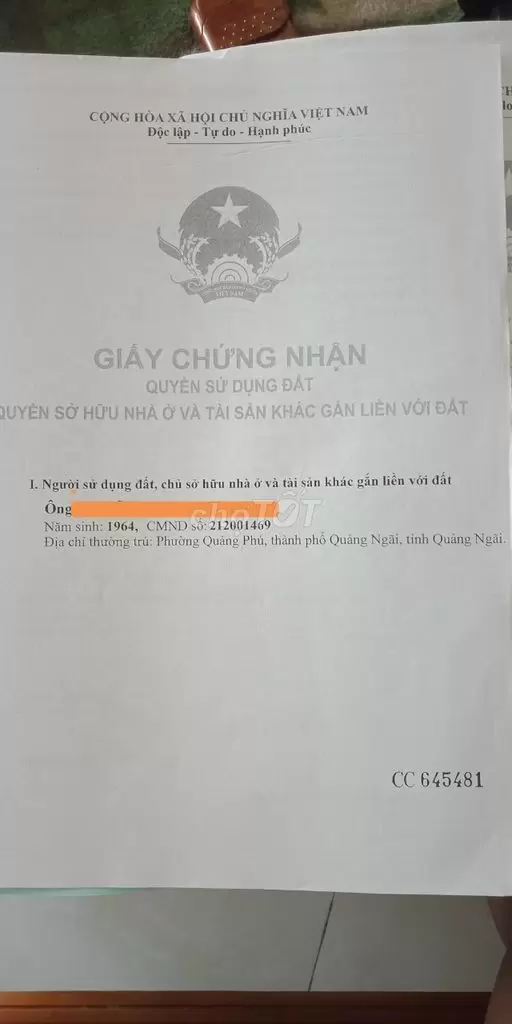 CỘNG HÒA XÃ HỘI CHỦ NGHĨA VIỆT NAM
Độc lập - Tự do - Hạnh phúc
VIỆT NAM
GIẤY CHỨNG NHẬN
QUYỀN SỬ DỤNG ĐẤT
QUYỀN SỞ HỮU NHÀ Ở VÀ TÀI SẢN KHÁC GẮN LIỀN VỚI ĐẤT
I. Người sử dụng đất, chủ sở hữu nhà ở và tài sản khác gắn liền với đất
Ông
choTỐT
Năm sinh: 1964, CMND số: 212001469
Địa chỉ thường trú: Phường Quảng Phú, thành phố Quảng Ngãi, tỉnh Quảng Ngãi.
CC 645481